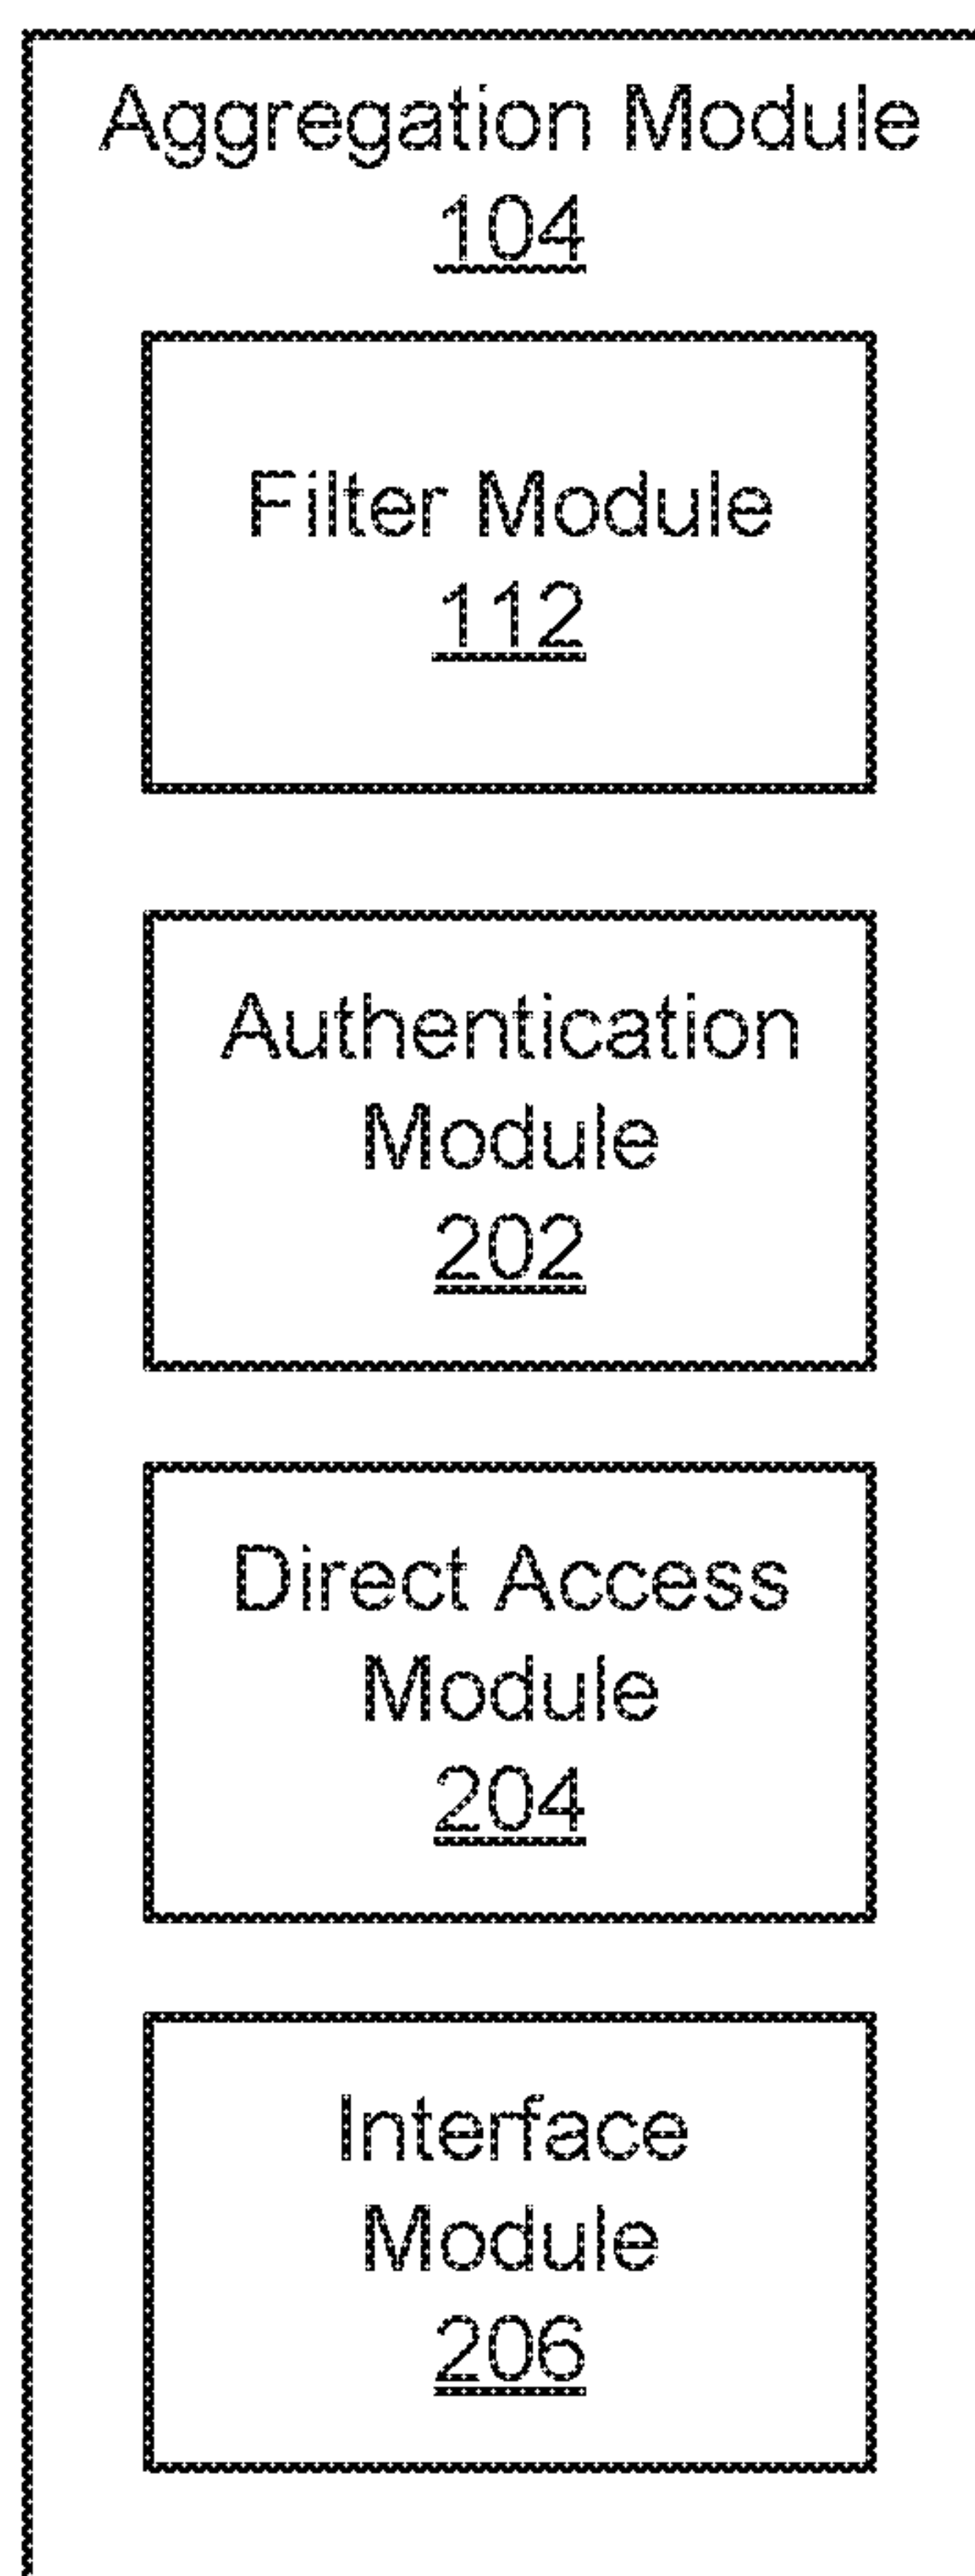 Aggregation Module
104
Filter Module
112
Authentication
Module
202
Direct Access
Module
204
Interface
Module
206